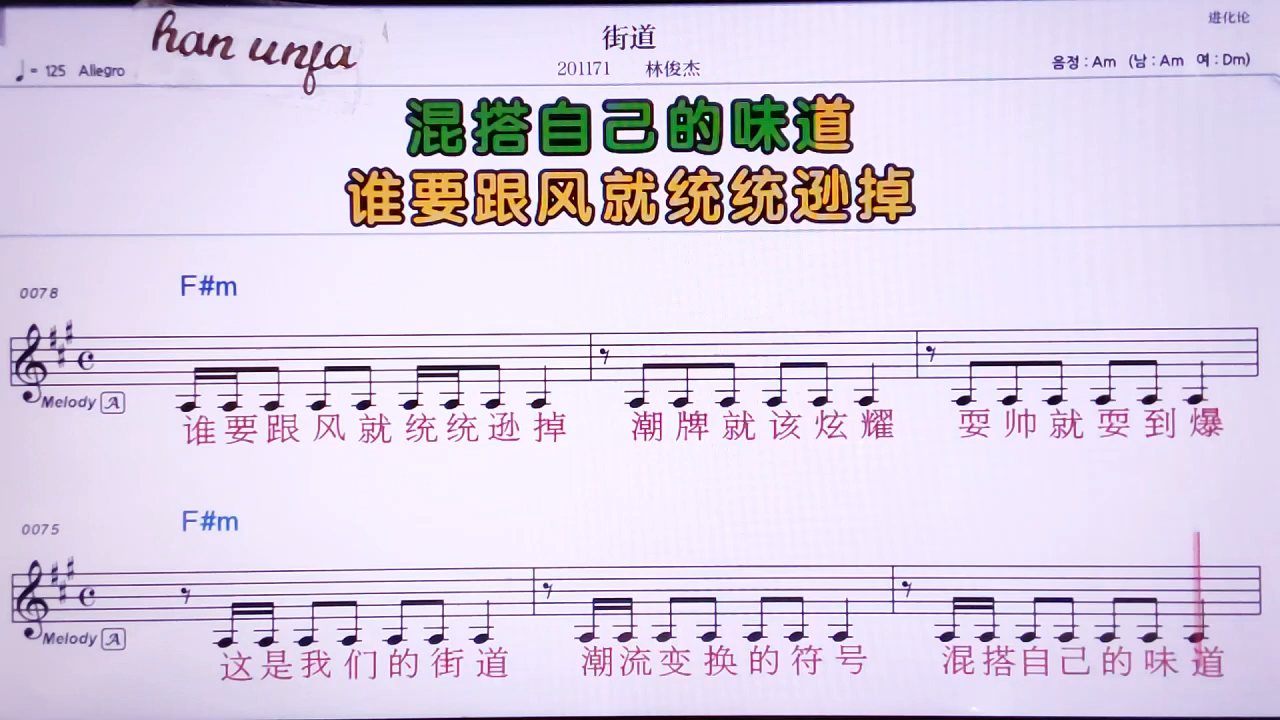 han unfa
街道
进化论
♩= 125 Allegro
201171 林俊杰
음정 : Am (남 : Am 여 : Dm)
混搭自己的味道
谁要跟风就统统逊掉
0078
F#m
Melody A
谁要跟风就统统逊掉 潮牌就该炫耀 耍帅就耍到爆
0075
F#m
Melody A
这是我们的街道 潮流变换的符号 混搭自己的味道